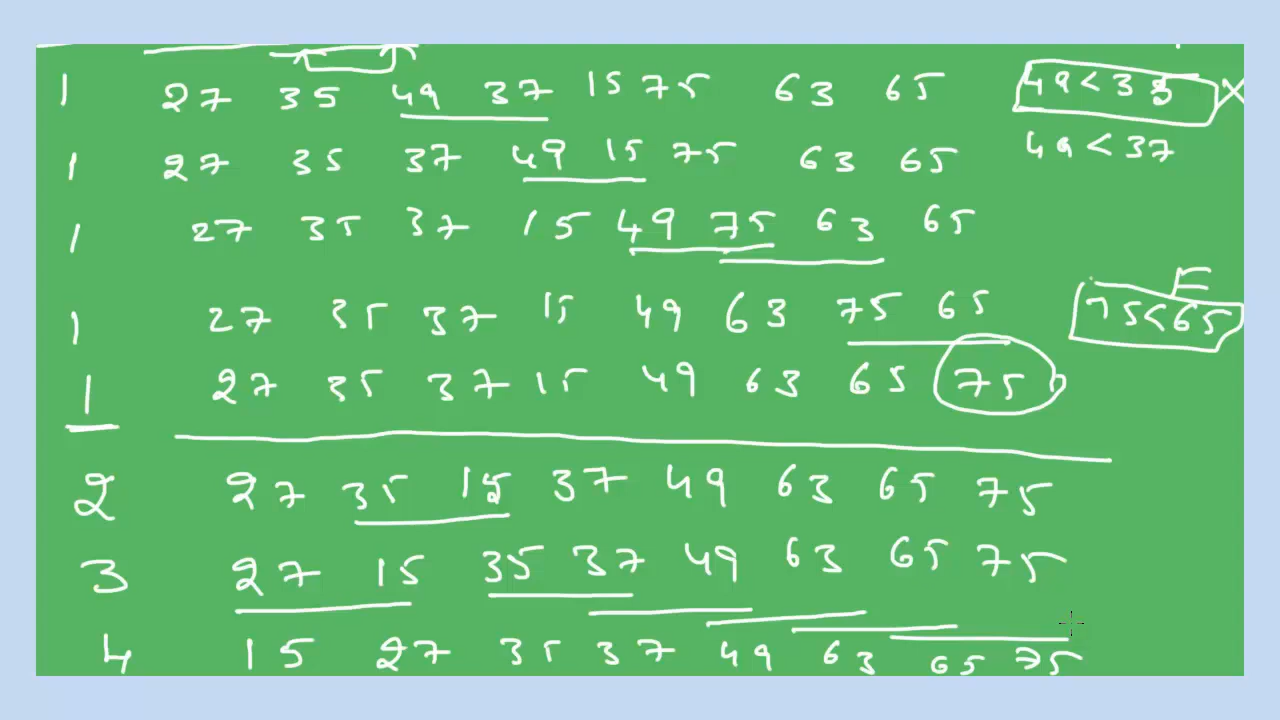 1 27 35 49 37 15 75 63 65 49<35 X
49<37
1 27 35 37 49 15 75 63 65
1 27 35 37 15 49 75 63 65
F
1 27 35 37 15 49 63 75 65 75<65
1 27 35 37 15 49 63 65 75
2 27 35 15 37 49 63 65 75
3 27 15 35 37 49 63 65 75
4 15 27 35 37 49 63 65 75